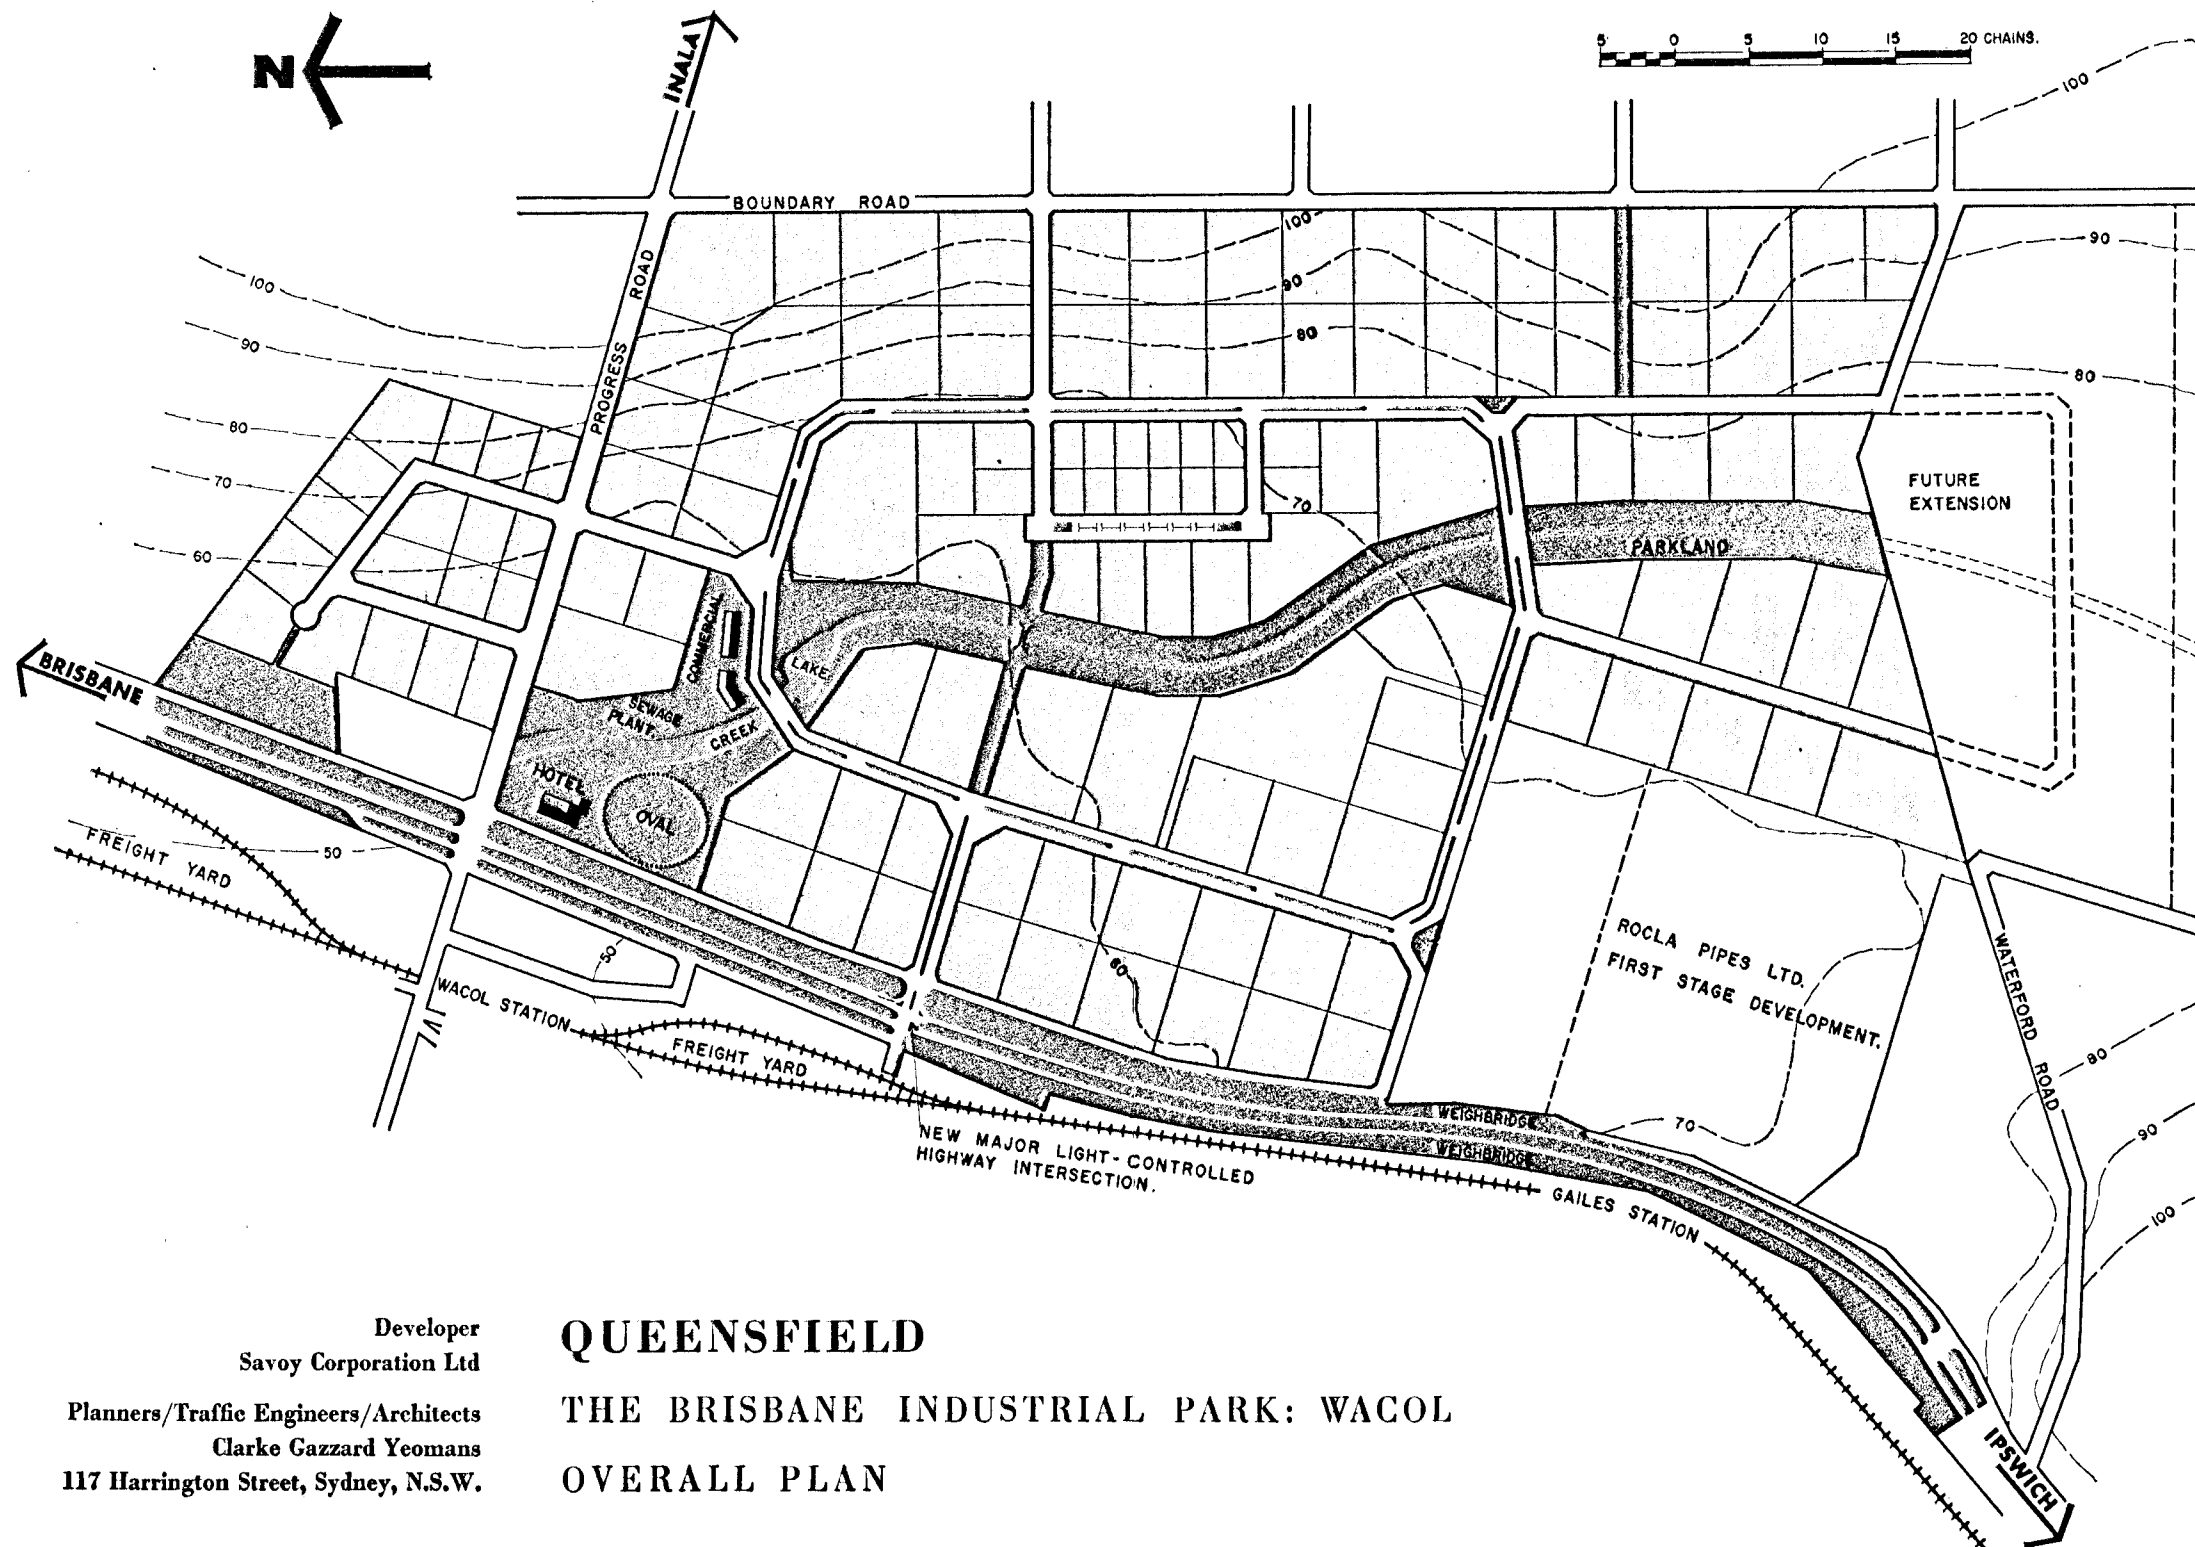 N
INALA
5 0 5 10 15 20 CHAINS.
100
BOUNDARY ROAD
100
90
100
PROGRESS ROAD
90
80
90
80
80
70
60
70
FUTURE
EXTENSION
PARKLAND
COMMERCIAL
LAKE
BRISBANE
SEWAGE
PLANT.
CREEK
HOTEL
OVAL
FREIGHT YARD
50
50
60
ROCLA PIPES LTD.
FIRST STAGE DEVELOPMENT.
WATERFORD ROAD
WACOL STATION
FREIGHT YARD
80
90
100
70
WEIGHBRIDGE
WEIGHBRIDGE
NEW MAJOR LIGHT-CONTROLLED
HIGHWAY INTERSECTION.
GAILES STATION
IPSWICH
Developer
Savoy Corporation Ltd
Planners/Traffic Engineers/Architects
Clarke Gazzard Yeomans
117 Harrington Street, Sydney, N.S.W.
QUEENSFIELD
THE BRISBANE INDUSTRIAL PARK: WACOL
OVERALL PLAN